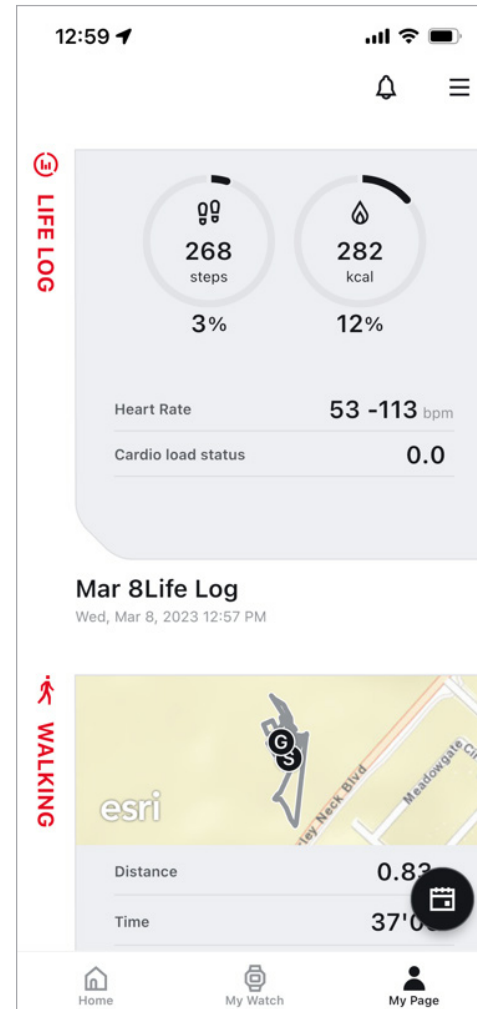 12:59
LIFE LOG
268
steps
3%
282
kcal
12%
Heart Rate 53 -113 bpm
Cardio load status 0.0
Mar 8Life Log
Wed, Mar 8, 2023 12:57 PM
WALKING
G
S
esri
Neck Blvd
Meadowgate
Distance 0.83
Time
Home
My Watch
My Page